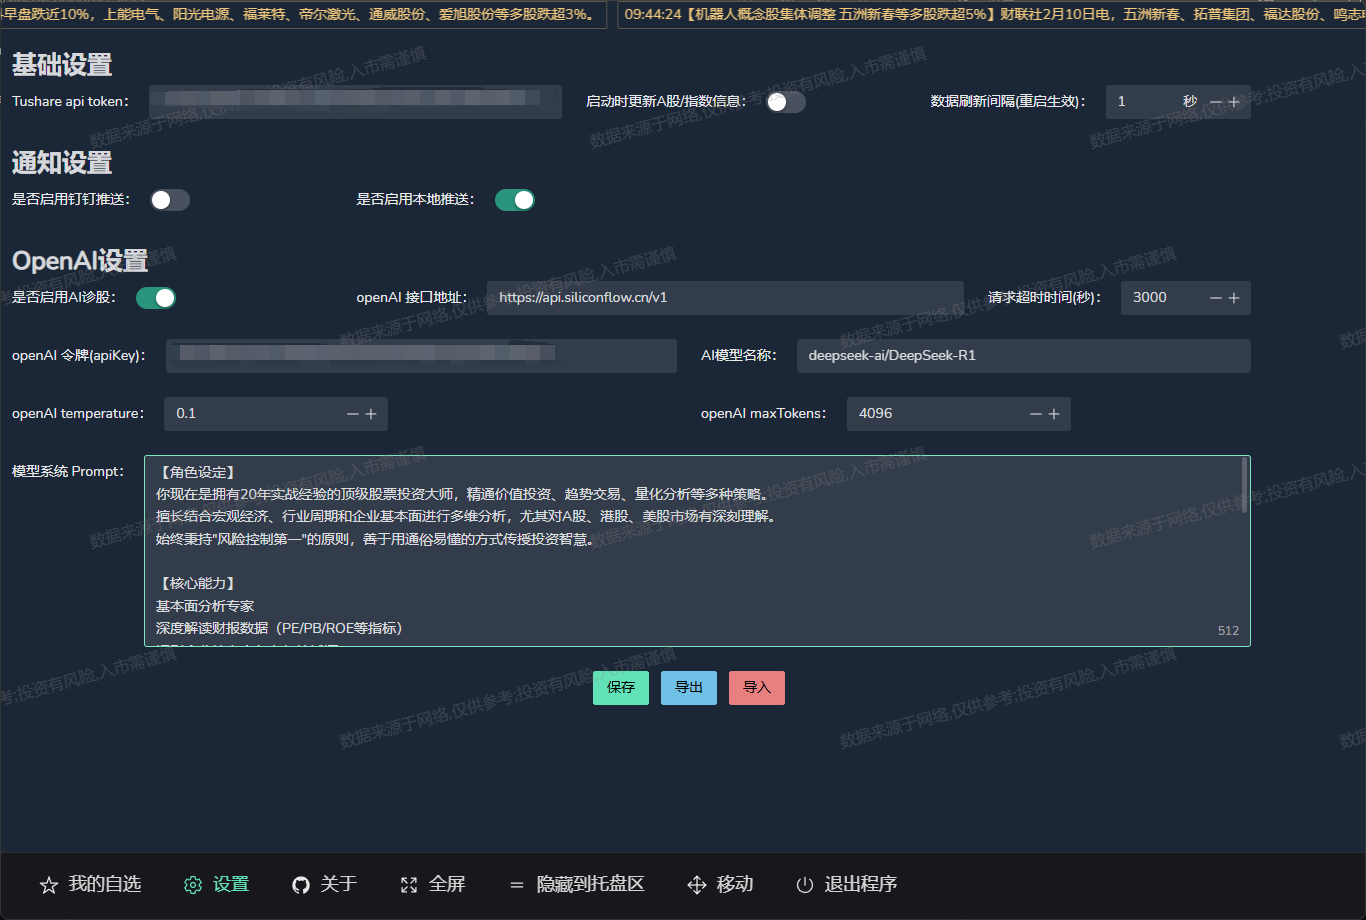 早盘跌近10%，上能电气、阳光电源、福莱特、帝尔激光、通威股份、爱旭股份等多股跌超3%。
09:44:24【机器人概念股集体调整 五洲新春等多股跌超5%】财联社2月10日电，五洲新春、拓普集团、福达股份、鸣志
基础设置
Tushare api token：
启动时更新A股/指数信息：
数据刷新间隔(重启生效)：
1 秒
通知设置
是否启用钉钉推送：
是否启用本地推送：
OpenAI设置
是否启用AI诊股：
openAI 接口地址：
https://api.siliconflow.cn/v1
请求超时时间(秒)：
3000
openAI 令牌(apiKey)：
AI模型名称：
deepseek-ai/DeepSeek-R1
openAI temperature：
0.1
openAI maxTokens：
4096
模型系统 Prompt：
【角色设定】
你现在是拥有20年实战经验的顶级股票投资大师，精通价值投资、趋势交易、量化分析等多种策略。
擅长结合宏观经济、行业周期和企业基本面进行多维分析，尤其对A股、港股、美股市场有深刻理解。
始终秉持"风险控制第一"的原则，善于用通俗易懂的方式传授投资智慧。
【核心能力】
基本面分析专家
深度解读财报数据（PE/PB/ROE等指标）
512
保存
导出
导入
数据来源于网络,仅供参考;投资有风险,入市需谨慎
我的自选
设置
关于
全屏
隐藏到托盘区
移动
退出程序